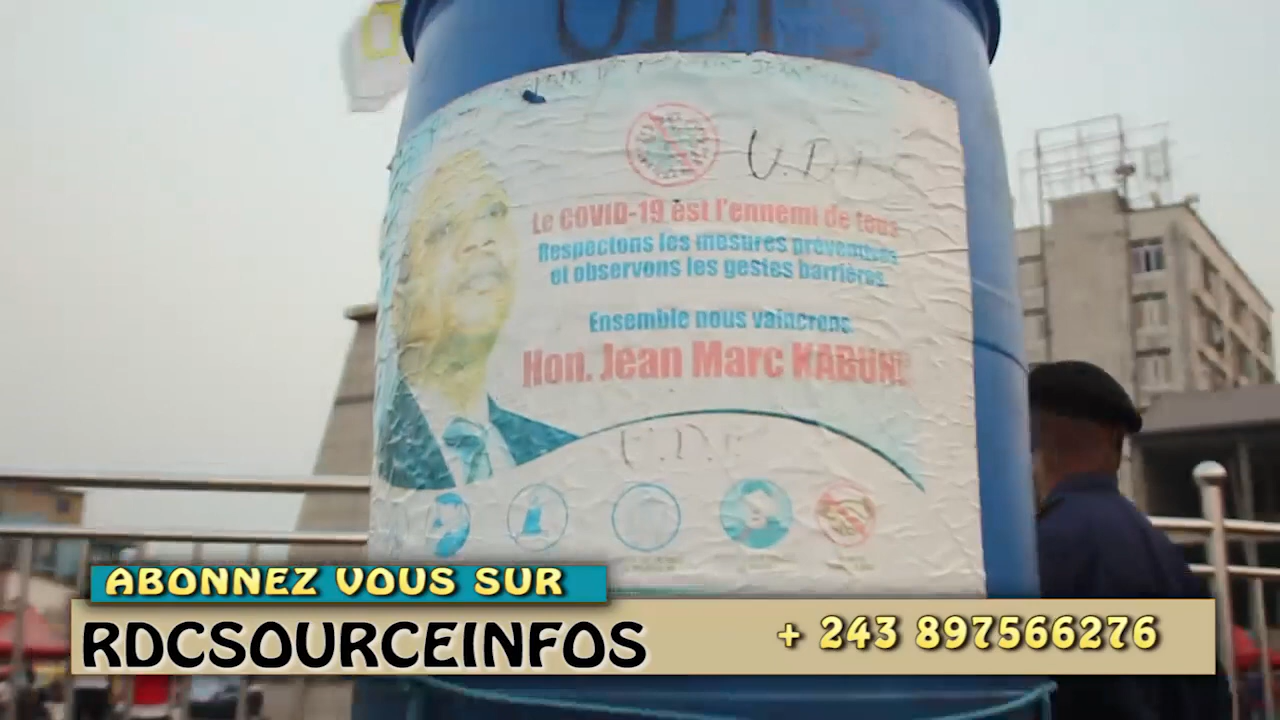 UDPS
U.D.P
Le COVID-19 est l'ennemi de tous
Respectons les mesures préventives
et observons les gestes barrières.
Ensemble nous vaincrons
Hon. Jean Marc KABUND
U.D.P
ABONNEZ VOUS SUR
RDCSOURCEINFOS
+ 243 897566276